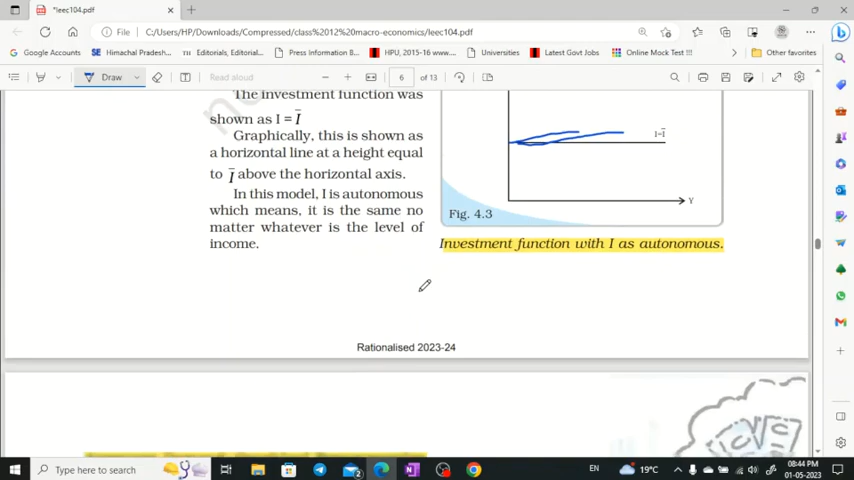 *leec104.pdf
File
C:/Users/HP/Downloads/Compressed/class%2012%20macro-economics/leec104.pdf
Google
SE Himachal Pradesh...
TH Editorials, Editorial...
Press Information B...
HPU, 2015-16 www....
Universities
Latest Govt Jobs
Online Mock Test |...
Other favorites
Draw
Read aloud
6 of 13
The investment function was
shown as I = Ī
Graphically, this is shown as
a horizontal line at a height equal
to Ī above the horizontal axis.
In this model, I is autonomous
which means, it is the same no
matter whatever is the level of
income.
I=Ī
Y
Fig. 4.3
Investment function with I as autonomous.
Rationalised 2023-24
Type here to search
EN
19°C
08:44 PM
01-05-2023